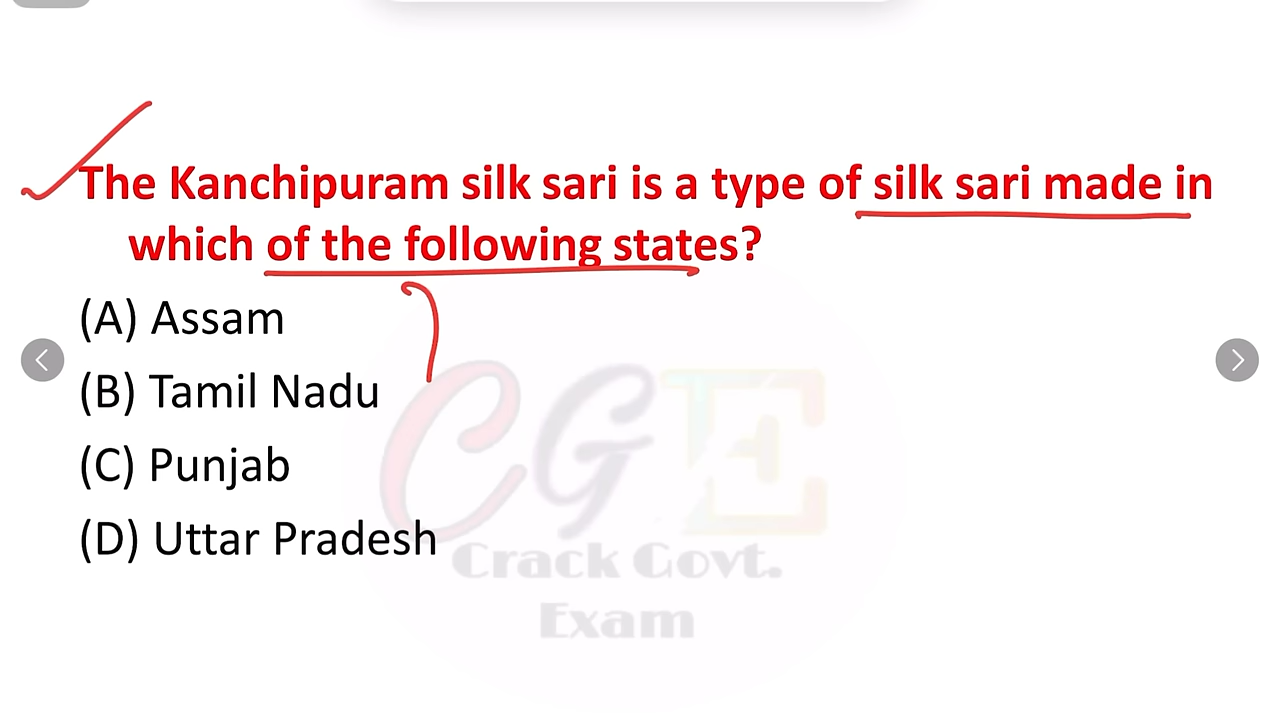 The Kanchipuram silk sari is a type of silk sari made in
which of the following states?
(A) Assam
(B) Tamil Nadu
(C) Punjab
(D) Uttar Pradesh
CGE
Crack Govt.
Exam